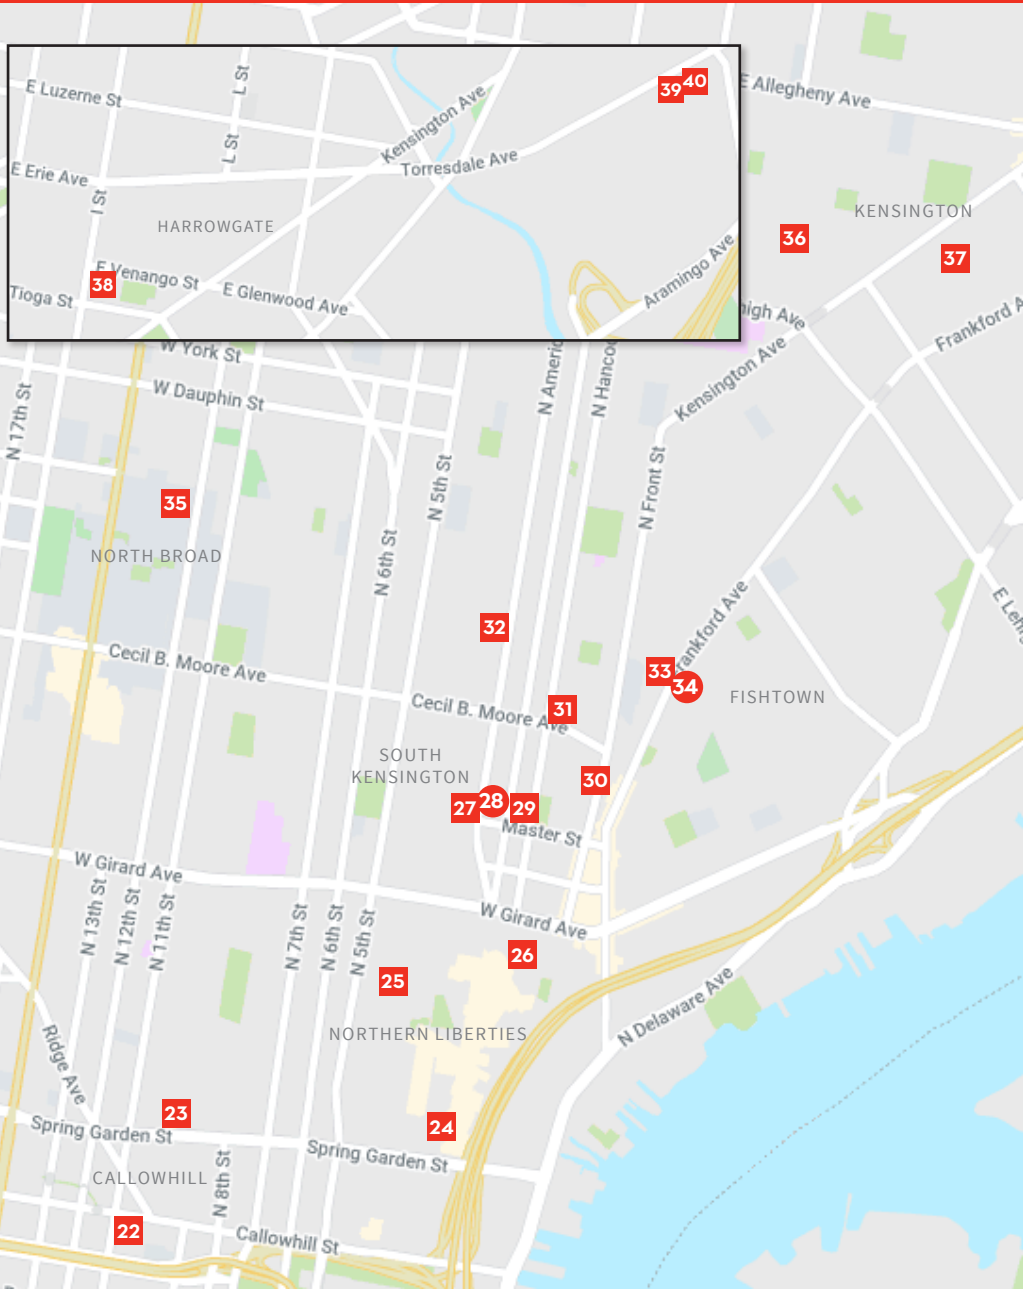 E Luzerne St
L St
Kensington Ave
39
40
E Allegheny Ave
L St
E Erie Ave
Torresdale Ave
I St
HARROWGATE
KENSINGTON
36
37
38
E Venango St
E Glenwood Ave
Aramingo Ave
Tioga St
high Ave
Frankford A
W York St
Kensington Ave
N 17th St
W Dauphin St
N Americ
N Hancoc
N 5th St
N Front St
35
NORTH BROAD
N 6th St
E Leh
32
Frankford Ave
Cecil B. Moore Ave
33
34
FISHTOWN
Cecil B. Moore Ave
31
SOUTH
KENSINGTON
30
27
28
29
Master St
W Girard Ave
N 13th St
N 12th St
N 11th St
N 7th St
N 6th St
N 5th St
W Girard Ave
26
25
N Delaware Ave
NORTHERN LIBERTIES
Ridge Ave
23
24
Spring Garden St
Spring Garden St
CALLOWHILL
N 8th St
22
Callowhill St